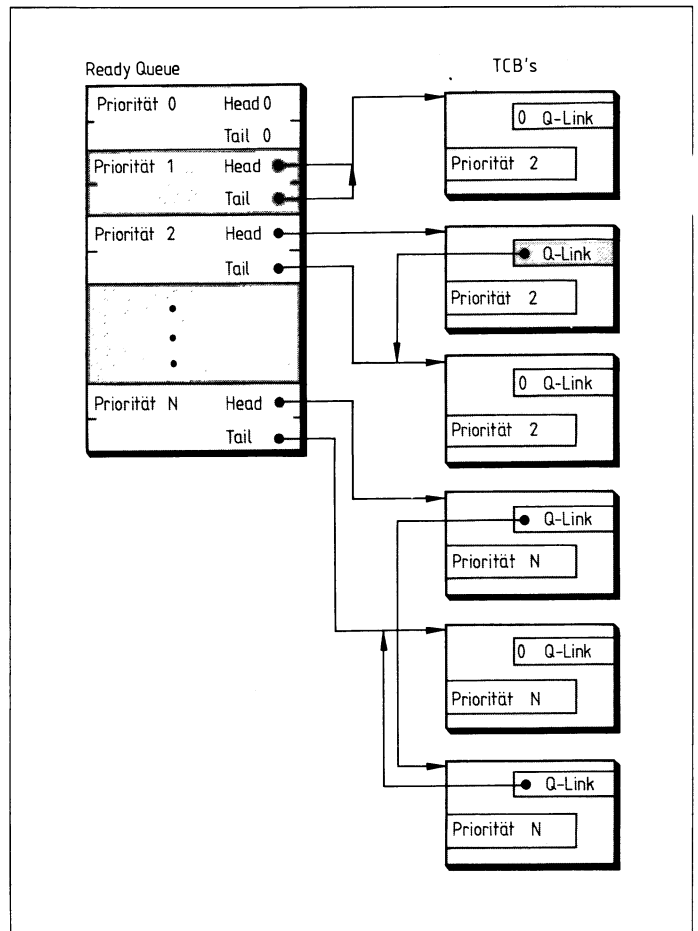 Ready Queue
TCB's
Priorität 0 Head 0
Tail 0
Priorität 1 Head
Tail
Priorität 2 Head
Tail
Priorität N Head
Tail
0 Q-Link
Priorität 2
Q-Link
Priorität 2
0 Q-Link
Priorität 2
Q-Link
Priorität N
0 Q-Link
Priorität N
Q-Link
Priorität N